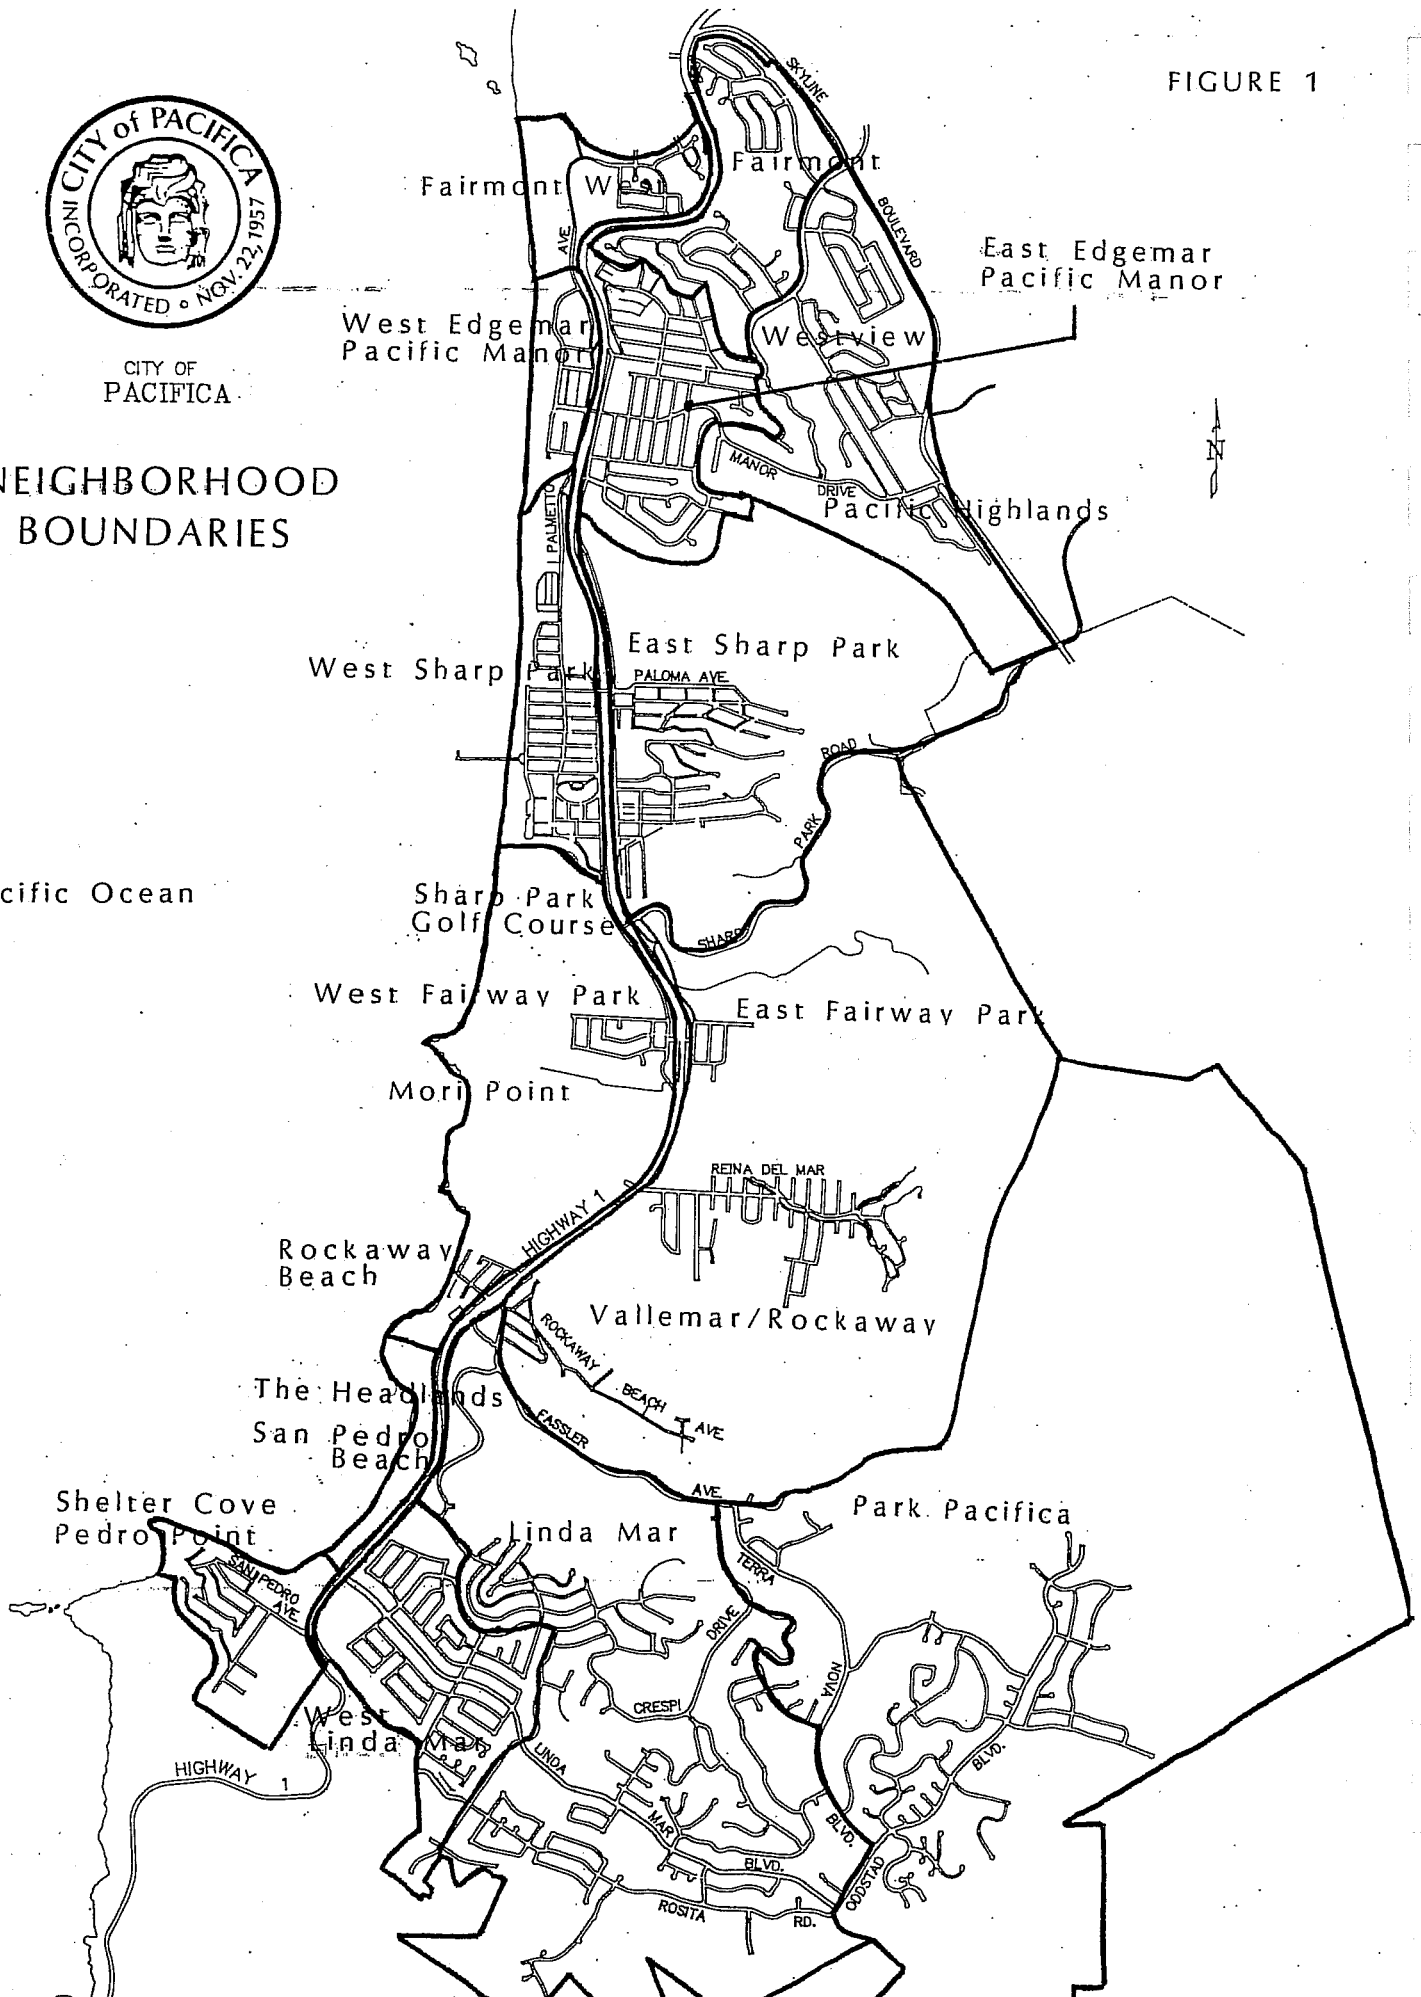 FIGURE 1
CITY of PACIFICA
INCORPORATED • NOV. 22, 1957
CITY OF
PACIFICA
NEIGHBORHOOD
BOUNDARIES
SKYLINE
BOULEVARD
Fairmont
Fairmont West
AVE.
East Edgemar
Pacific Manor
West Edgemar
Pacific Manor
Westview
N
MANOR
DRIVE
Pacific Highlands
PALMETTO
East Sharp Park
West Sharp Park
PALOMA AVE.
ROAD
PARK
SHARP
cific Ocean
Sharp Park
Golf Course
West Fairway Park
East Fairway Park
Mori Point
REINA DEL MAR
HIGHWAY 1
Rockaway
Beach
Vallemar/Rockaway
ROCKAWAY
BEACH
AVE
The Headlands
FASSLER
AVE.
San Pedro
Beach
Shelter Cove
Pedro Point
Linda Mar
Park Pacifica
SAN PEDRO
AVE.
TERRA
NOVA
BLVD.
CRESPI
DRIVE
West
Linda Mar
LINDA
MAR
BLVD.
HIGHWAY 1
ODDSTAD
BLVD.
ROSITA
RD.